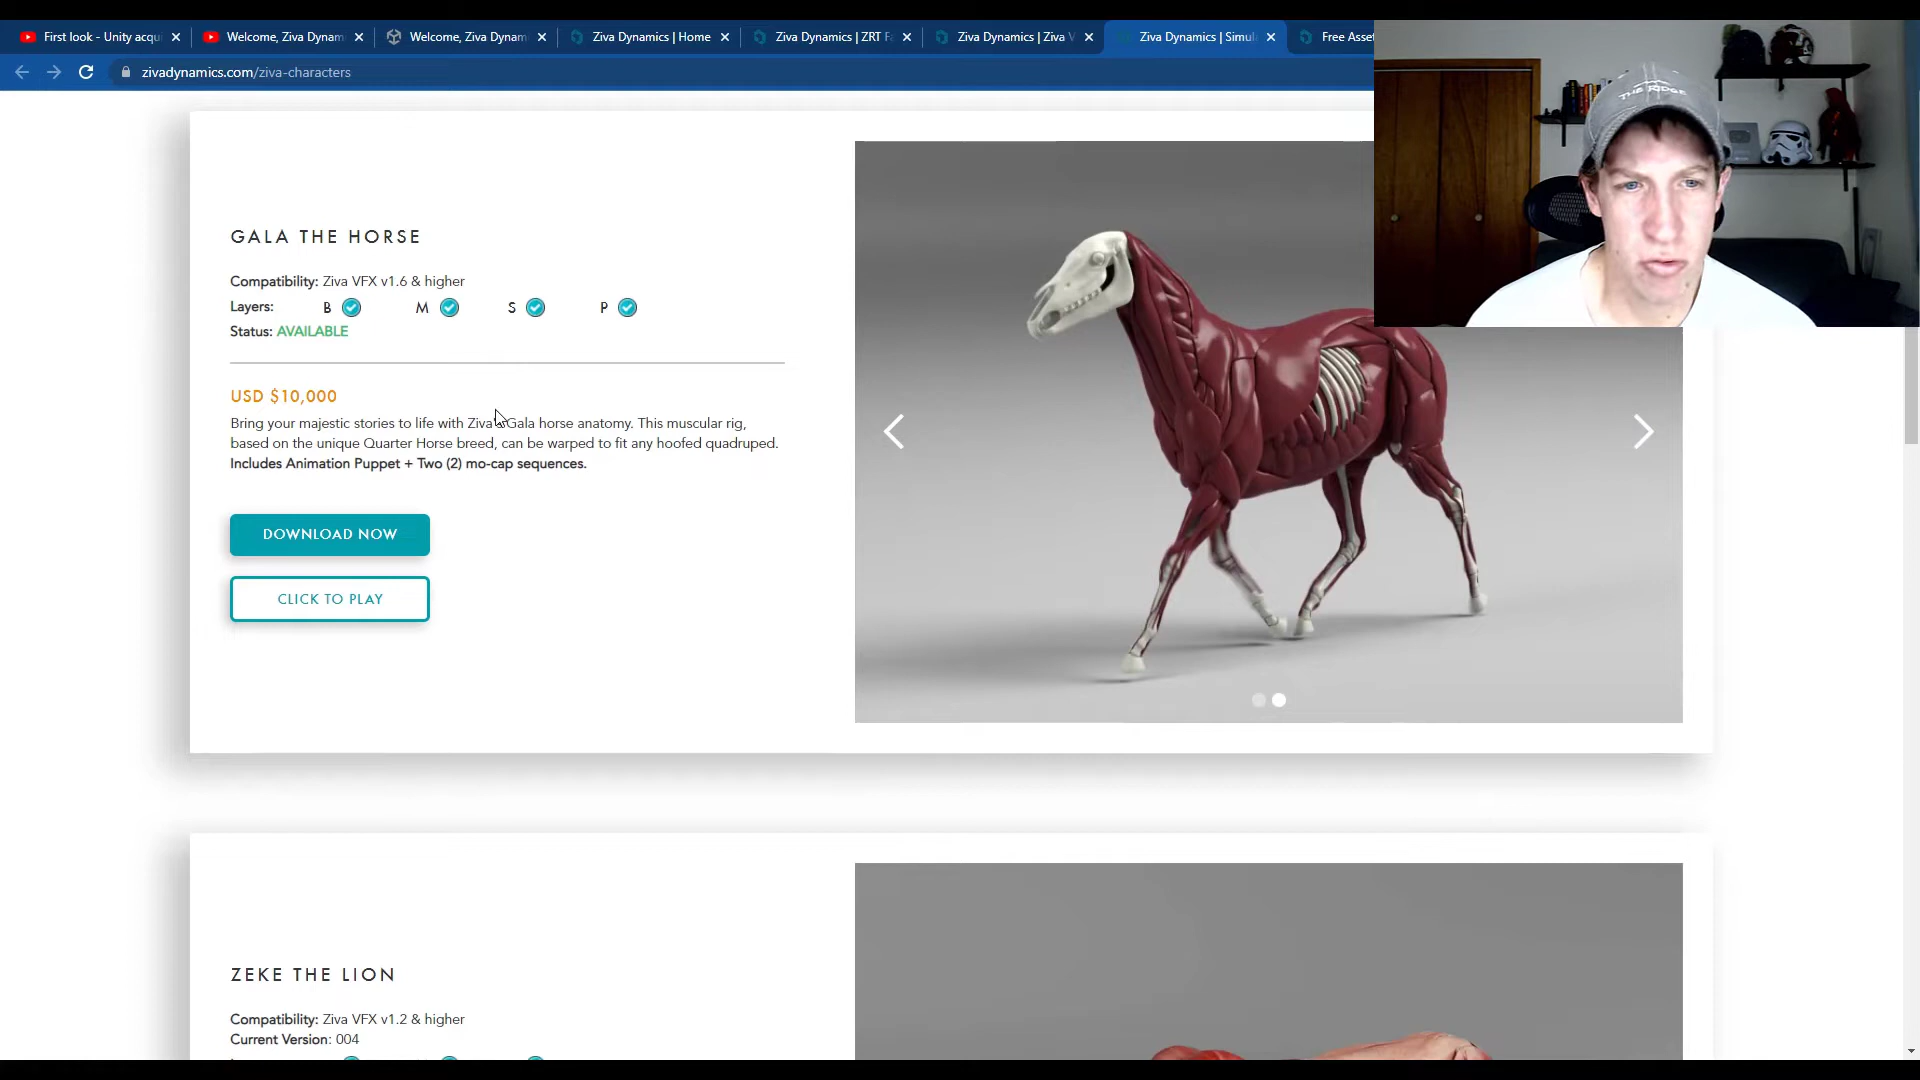 First look - Unity acqui
Welcome, Ziva Dynam
Welcome, Ziva Dynam
Ziva Dynamics | Home
Ziva Dynamics | ZRT Fa
Ziva Dynamics | Ziva V
Ziva Dynamics | Simul
Free Asset
zivadynamics.com/ziva-characters
THE RIDGE
GALA THE HORSE
Compatibility: Ziva VFX v1.6 & higher
Layers: B M S P
Status: AVAILABLE
USD $10,000
Bring your majestic stories to life with Ziva Gala horse anatomy. This muscular rig,
based on the unique Quarter Horse breed, can be warped to fit any hoofed quadruped.
Includes Animation Puppet + Two (2) mo-cap sequences.
DOWNLOAD NOW
CLICK TO PLAY
ZEKE THE LION
Compatibility: Ziva VFX v1.2 & higher
Current Version: 004